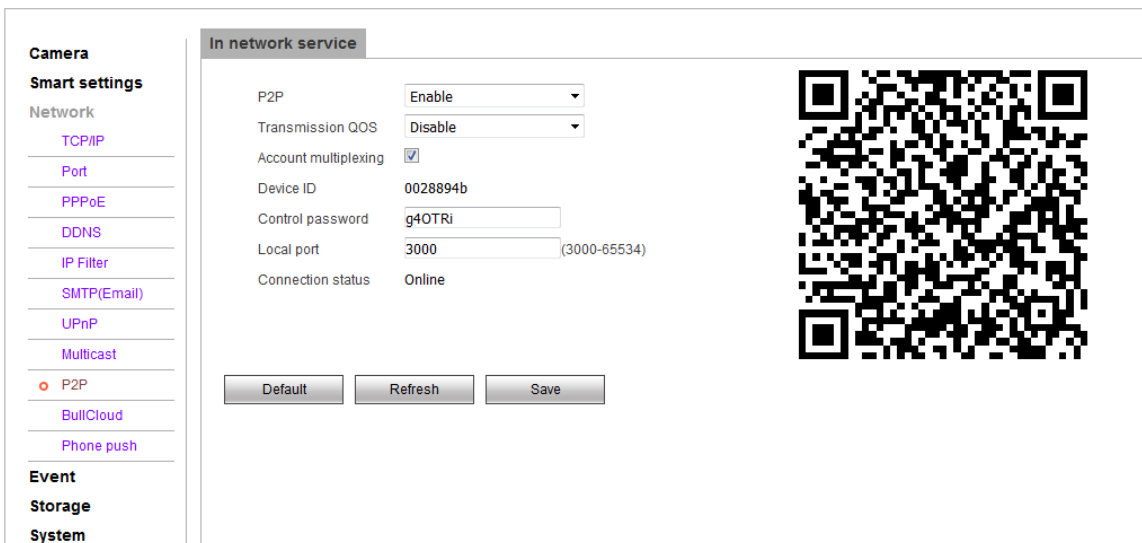 Camera
Smart settings
Network
TCP/IP
Port
PPPoE
DDNS
IP Filter
SMTP(Email)
UPnP
Multicast
P2P
BullCloud
Phone push
Event
Storage
System
In network service
P2P Enable
Transmission QOS Disable
Account multiplexing
Device ID 0028894b
Control password g4OTRi
Local port 3000 (3000-65534)
Connection status Online
Default Refresh Save